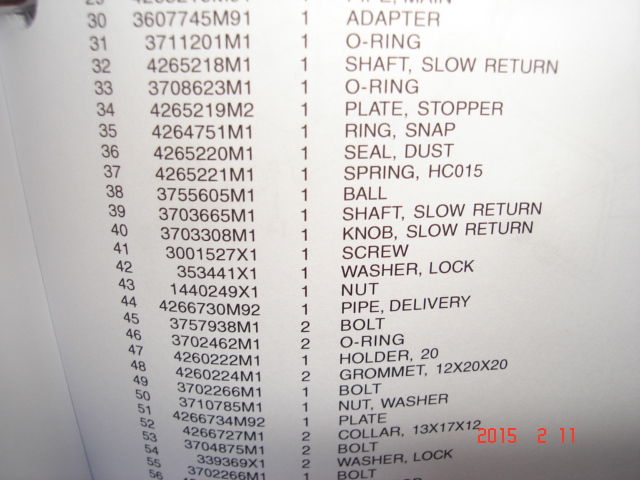 PIPE, MAIN
30 3607745M91 1 ADAPTER
31 3711201M1 1 O-RING
32 4265218M1 1 SHAFT, SLOW RETURN
33 3708623M1 1 O-RING
34 4265219M2 1 PLATE, STOPPER
35 4264751M1 1 RING, SNAP
36 4265220M1 1 SEAL, DUST
37 4265221M1 1 SPRING, HC015
38 3755605M1 1 BALL
39 3703665M1 1 SHAFT, SLOW RETURN
40 3703308M1 1 KNOB, SLOW RETURN
41 3001527X1 1 SCREW
42 353441X1 1 WASHER, LOCK
43 1440249X1 1 NUT
44 4266730M92 1 PIPE, DELIVERY
45 3757938M1 2 BOLT
46 3702462M1 2 O-RING
47 4260222M1 1 HOLDER, 20
48 4260224M1 2 GROMMET, 12X20X20
49 3702266M1 1 BOLT
50 3710785M1 1 NUT, WASHER
51 4266734M92 1 PLATE
52 4266727M1 2 COLLAR, 13X17X12
53 3704875M1 2 BOLT
54 339369X1 2 WASHER, LOCK
55 3702266M1 1 BOLT
56
2015 2 11